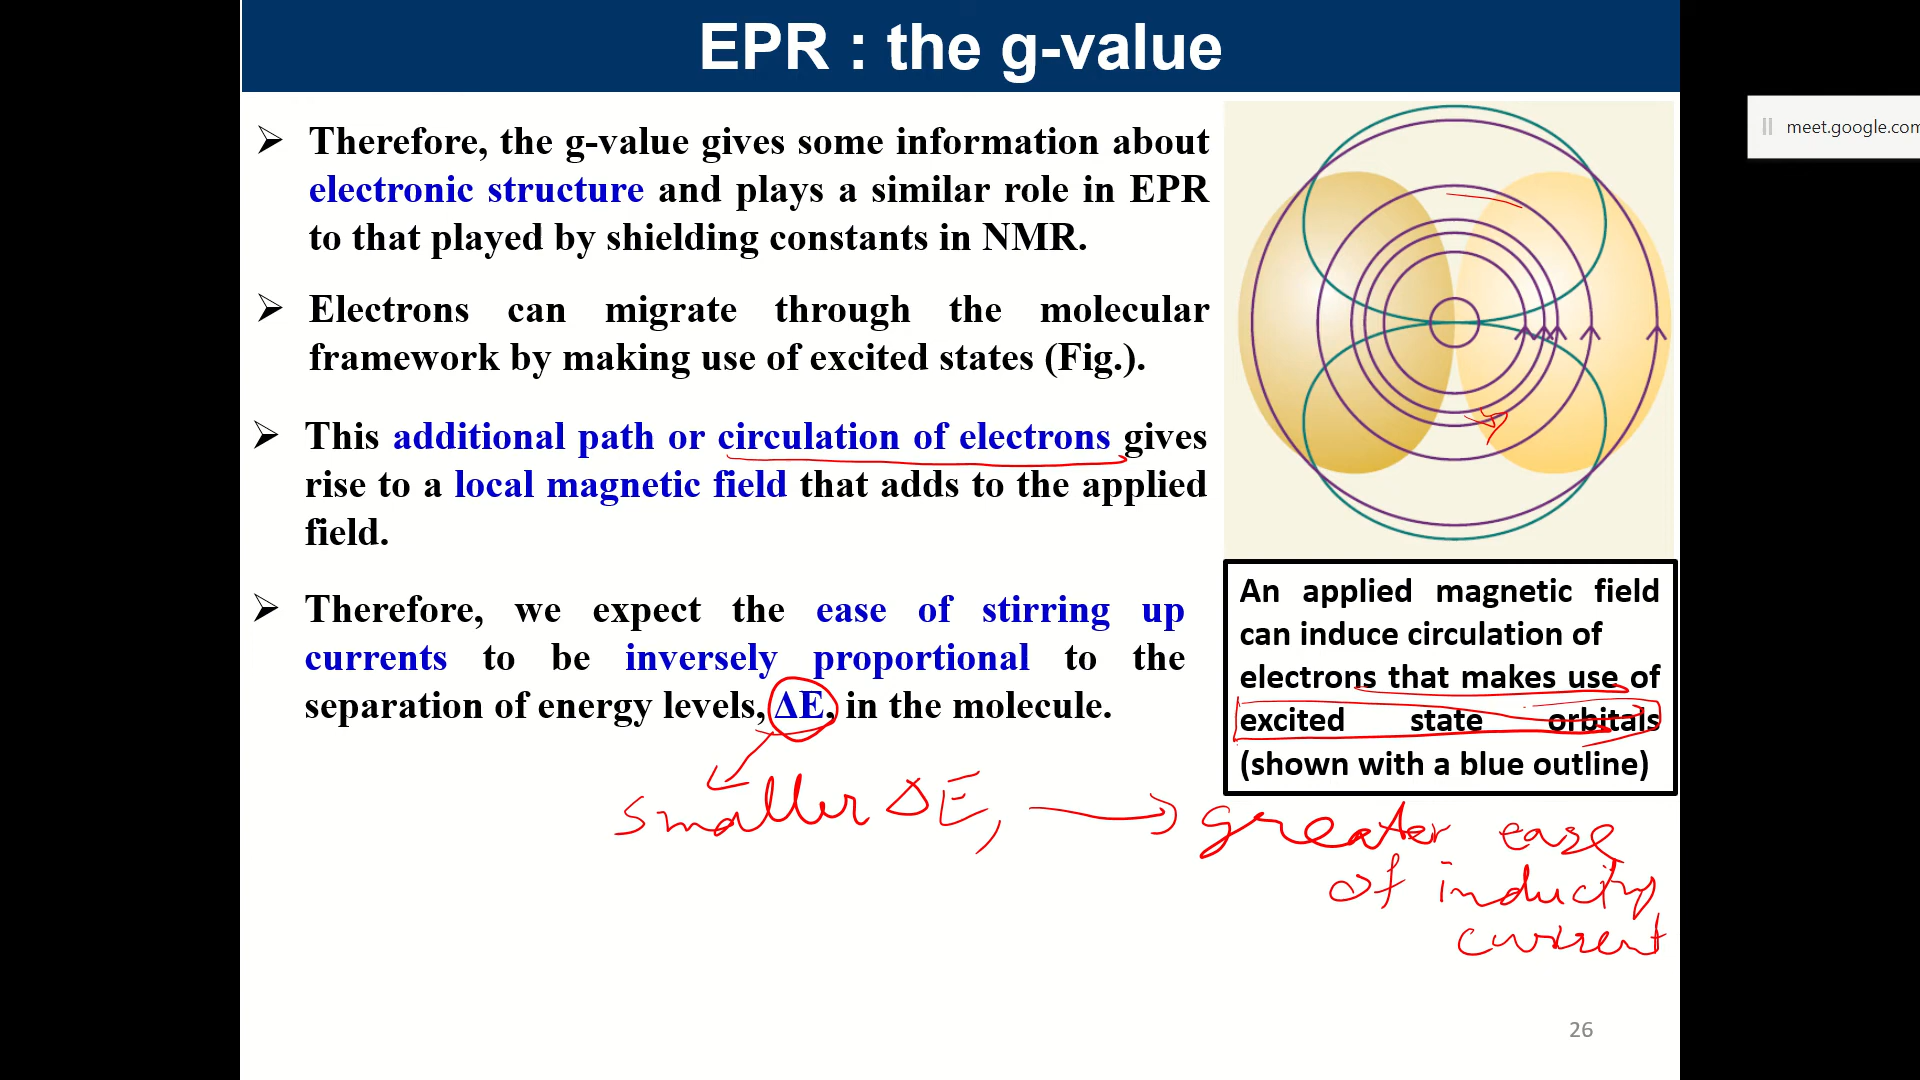 EPR : the g-value
meet.google.com
➢ Therefore, the g-value gives some information about
electronic structure and plays a similar role in EPR
to that played by shielding constants in NMR.
➢ Electrons can migrate through the molecular
framework by making use of excited states (Fig.).
➢ This additional path or circulation of electrons gives
rise to a local magnetic field that adds to the applied
field.
➢ Therefore, we expect the ease of stirring up
currents to be inversely proportional to the
separation of energy levels, ΔE, in the molecule.
An applied magnetic field
can induce circulation of
electrons that makes use of
excited state orbitals
(shown with a blue outline)
smaller ΔE, → greater ease
of inducing
current
26